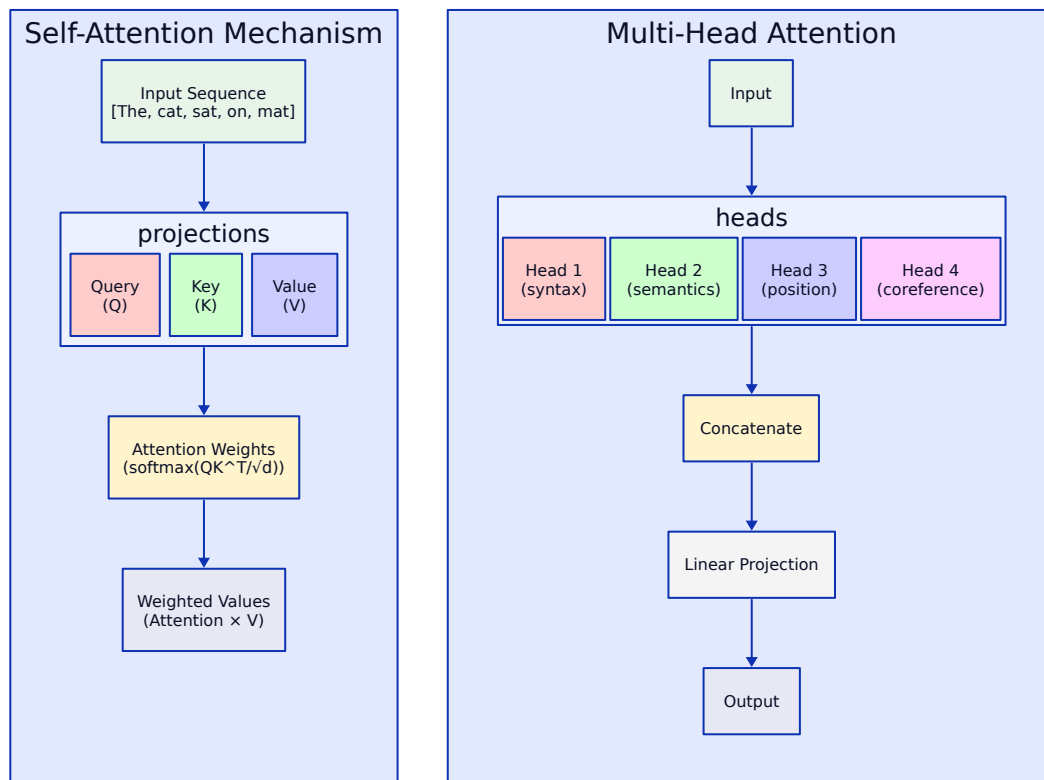 Self-Attention Mechanism
Input Sequence
[The, cat, sat, on, mat]
projections
Query
(Q)
Key
(K)
Value
(V)
Attention Weights
(softmax(QK^T/√d))
Weighted Values
(Attention × V)
Multi-Head Attention
Input
heads
Head 1
(syntax)
Head 2
(semantics)
Head 3
(position)
Head 4
(coreference)
Concatenate
Linear Projection
Output